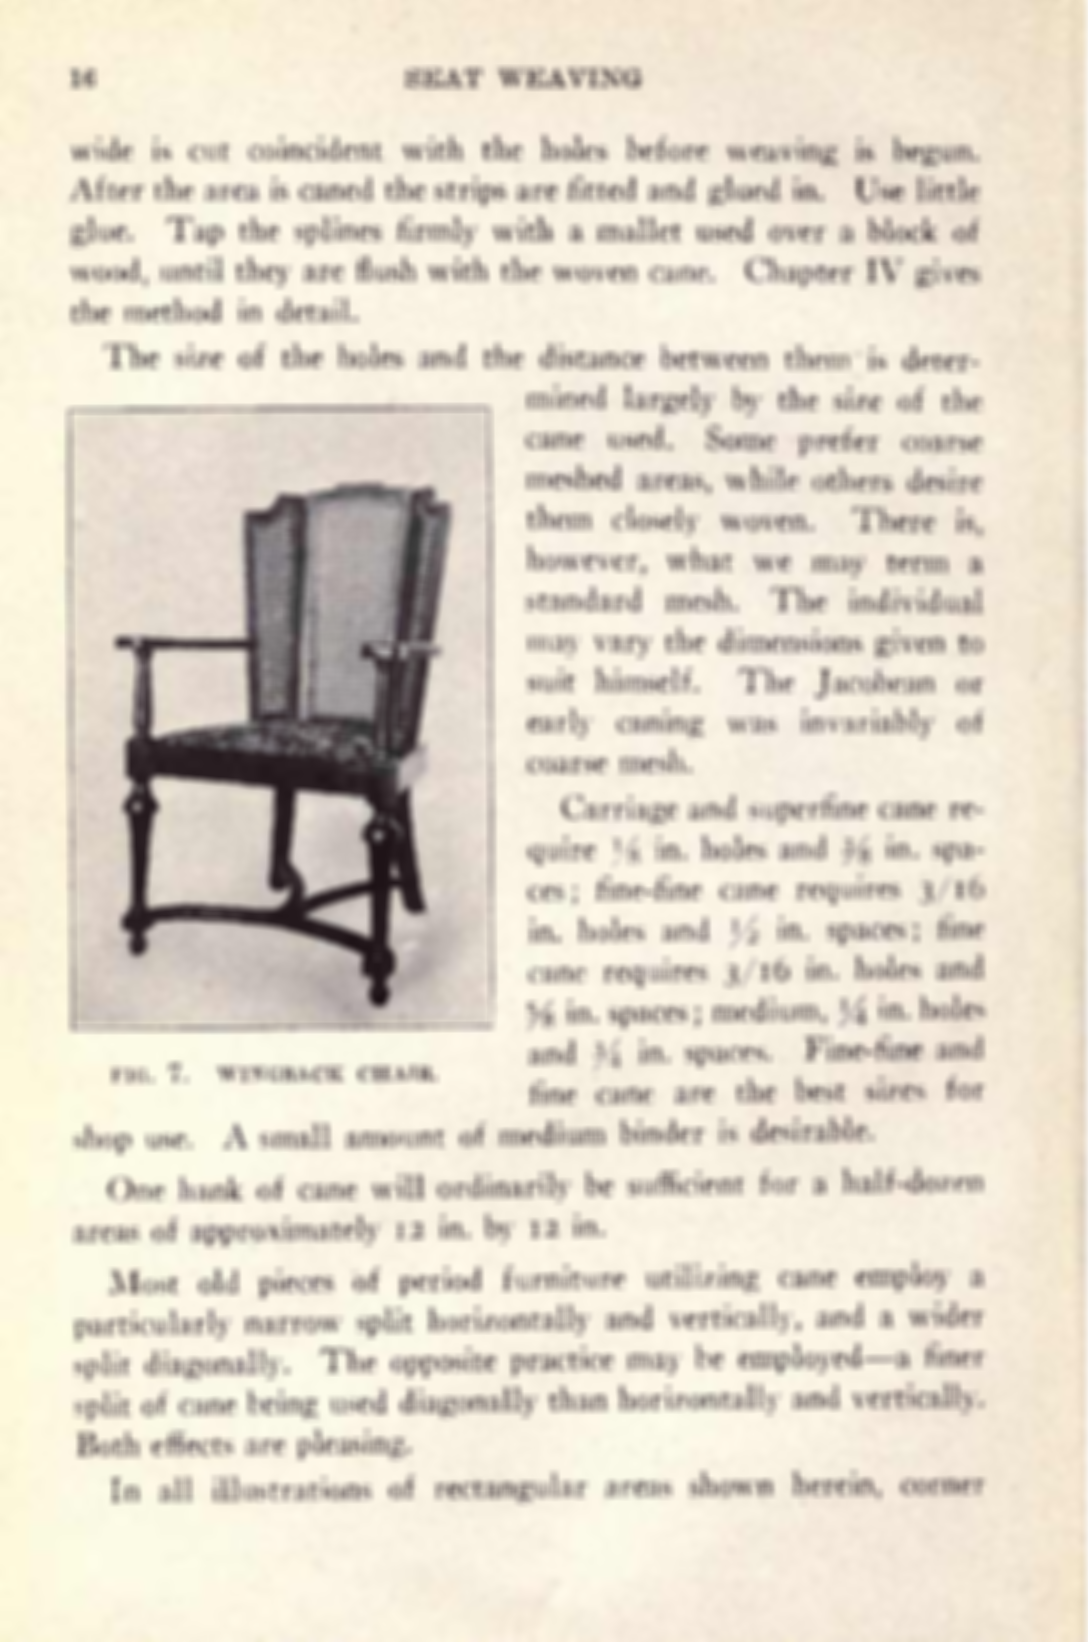 16 SEAT WEAVING
wide is cut coincident with the holes before weaving is begun.
After the area is caned the strips are fitted and glued in. Use little
glue. Tap the splines firmly with a mallet used over a block of
wood, until they are flush with the woven cane. Chapter IV gives
the method in detail.
The size of the holes and the distance between them is deter-
mined largely by the size of the
cane used. Some prefer coarse
meshed areas, while others desire
them closely woven. There is,
however, what we may term a
standard mesh. The individual
may vary the dimensions given to
suit himself. The Jacobean or
early caning was invariably of
coarse mesh.
Carriage and superfine cane re-
quire in. holes and ⅜ in. spa-
ces; fine-fine cane requires 3/16
in. holes and ½ in. spaces; fine
cane requires 3/16 in. holes and
⅝ in. spaces; medium, ¼ in. holes
and ¾ in. spaces. Fine-fine and
fine cane are the best sizes for
shop use. A small amount of medium binder is desirable.
FIG. 7. WINGBACK CHAIR.
One hank of cane will ordinarily be sufficient for a half-dozen
areas of approximately 12 in. by 12 in.
Most old pieces of period furniture utilizing cane employ a
particularly narrow split horizontally and vertically, and a wider
split diagonally. The opposite practice may be employed—a finer
split of cane being used diagonally than horizontally and vertically.
Both effects are pleasing.
In all illustrations of rectangular areas shown herein, corner